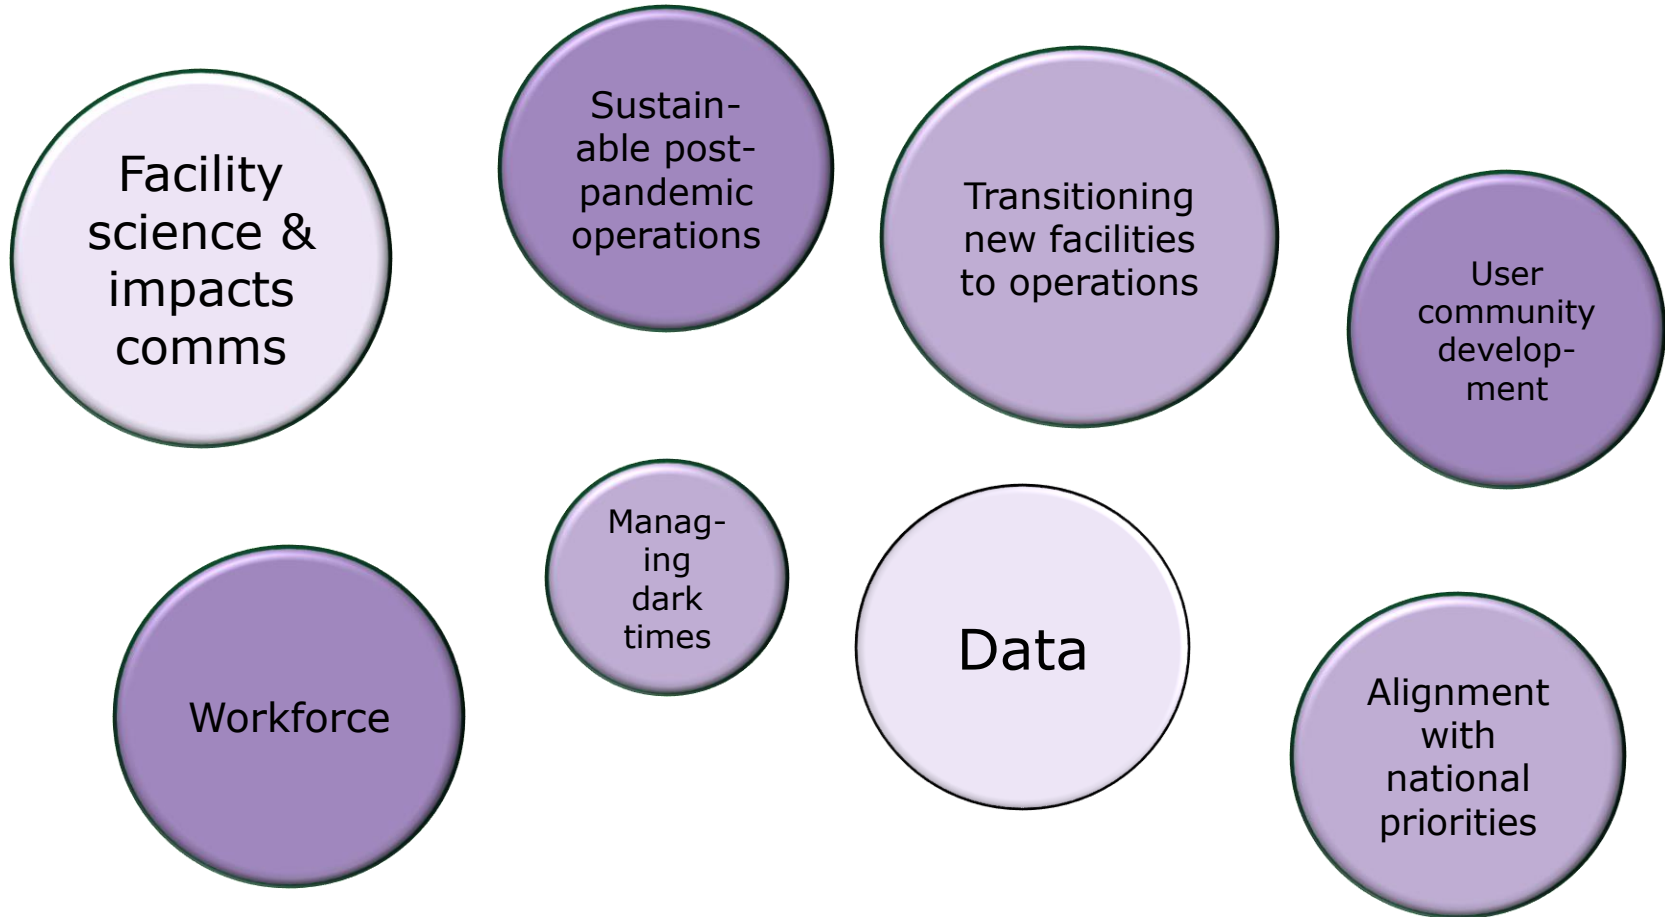 Facility
science &
impacts
comms
Sustain-
able post-
pandemic
operations
Transitioning
new facilities
to operations
User
community
develop-
ment
Workforce
Manag-
ing
dark
times
Data
Alignment
with
national
priorities